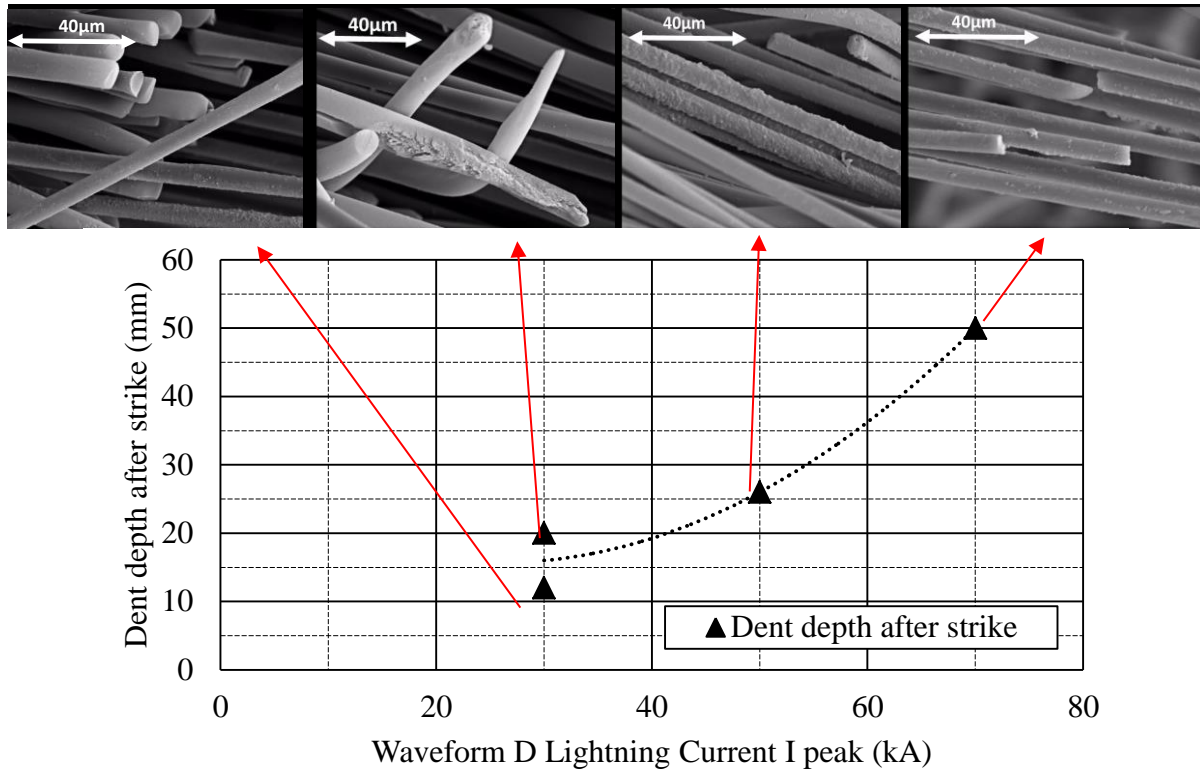 40μm 40μm 40μm 40μm
60
50
40
30
20
10
0
Dent depth after strike (mm)
▲ Dent depth after strike
0 20 40 60 80
Waveform D Lightning Current I peak (kA)